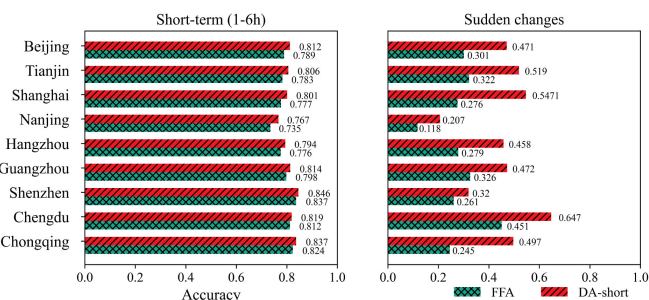 Short-term (1-6h)
Sudden changes
Beijing
0.812
0.789
0.471
0.301
Tianjin
0.806
0.783
0.519
0.322
Shanghai
0.801
0.777
0.5471
0.276
Nanjing
0.767
0.735
0.207
0.118
Hangzhou
0.794
0.776
0.458
0.279
Guangzhou
0.814
0.798
0.472
0.326
Shenzhen
0.846
0.837
0.32
0.261
Chengdu
0.819
0.812
0.647
0.451
Chongqing
0.837
0.824
0.497
0.245
0.0 0.2 0.4 0.6 0.8 1.0
0.0 0.2 0.4 0.6 0.8 1.0
Accuracy
FFA DA-short